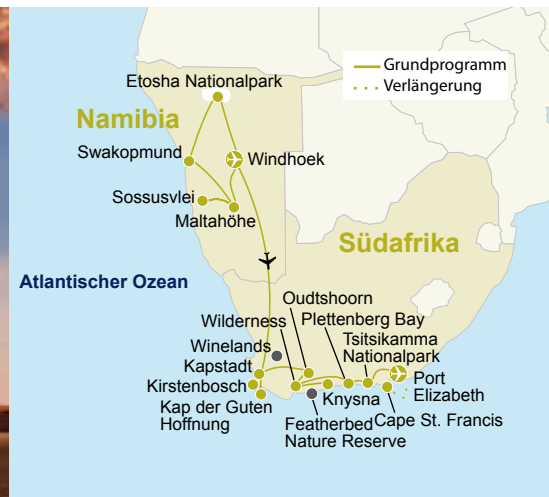 Grundprogramm
Verlängerung
Etosha Nationalpark
Namibia
Swakopmund
Windhoek
Sossusvlei
Maltahöhe
Südafrika
Atlantischer Ozean
Oudtshoorn
Wilderness
Plettenberg Bay
Winelands
Tsitsikamma
Nationalpark
Kapstadt
Kirstenbosch
Kap der Guten
Hoffnung
Port
Elizabeth
Knysna
Cape St. Francis
Featherbed
Nature Reserve